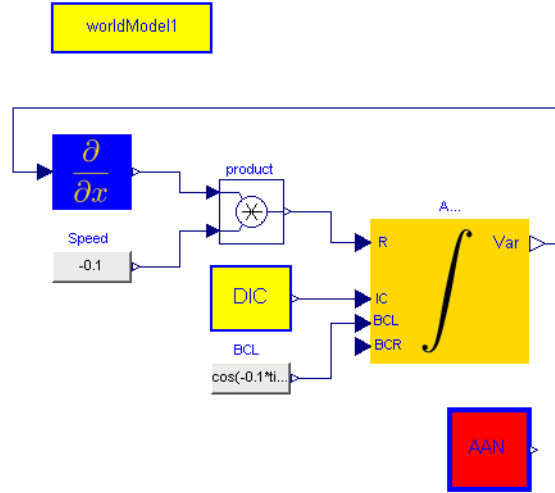 worldModel1
∂
∂x
product
Speed
-0.1
A...
R
Var
∫
DIC
IC
BCL
BCR
BCL
cos(-0.1*ti...
AAN